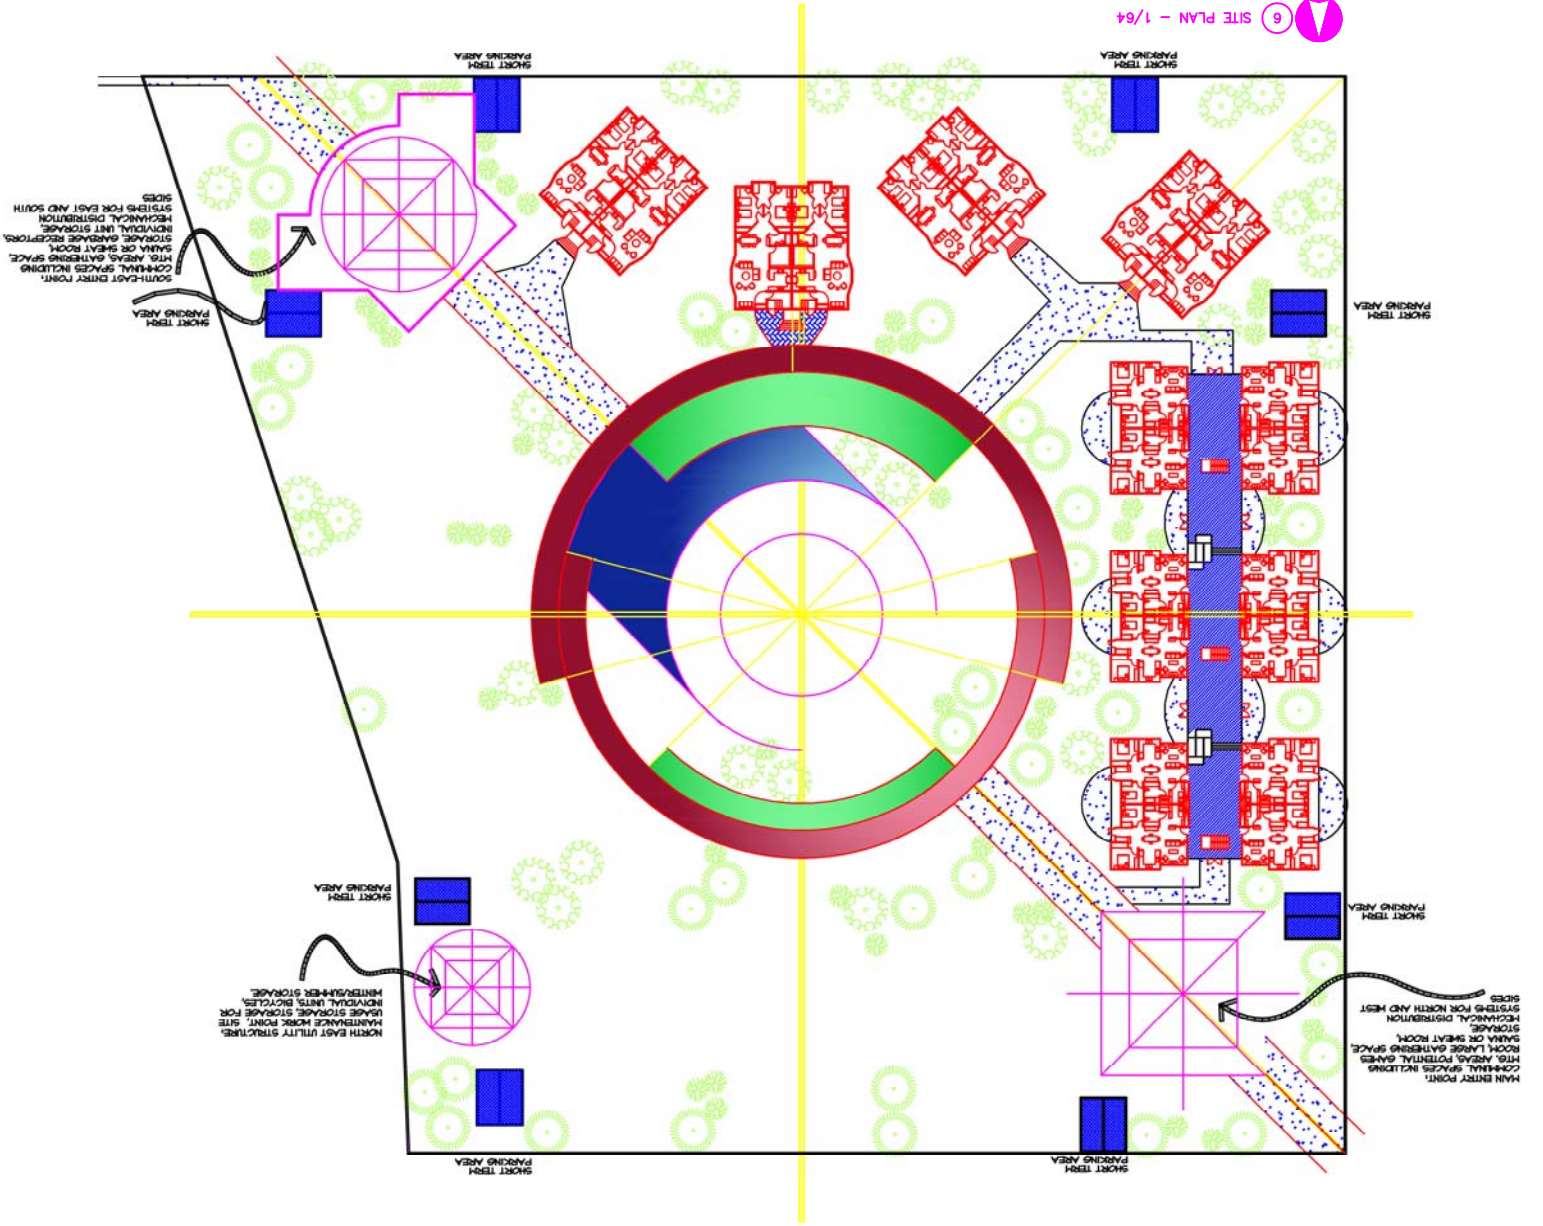 SHORT TERM
PARKING AREA
SHORT TERM
PARKING AREA
MAIN ENTRY POINT.
COMMUNAL SPACES INCLUDING
MTG. AREAS, POTENTIAL GAMES
ROOM, LARGE GATHERING SPACE,
SAUNA OR SWEAT ROOM,
STORAGE,
MECHANICAL DISTRIBUTION
SYSTEMS FOR NORTH AND WEST
SIDES
NORTH EAST UTILITY STRUCTURE.
MAINTENANCE WORK POINT, SITE
USAGE STORAGE, STORAGE FOR
INDIVIDUAL UNITS, BICYCLES,
WINTER/SUMMER STORAGE.
SHORT TERM
PARKING AREA
SHORT TERM
PARKING AREA
SHORT TERM
PARKING AREA
SHORT TERM
PARKING AREA
SOUTH-EAST ENTRY POINT.
COMMUNAL SPACES INCLUDING
MTG. AREAS, GATHERING SPACE,
SAUNA OR SWEAT ROOM,
STORAGE, GARBAGE RECEPTORS,
INDIVIDUAL UNIT STORAGE,
MECHANICAL DISTRIBUTION
SYSTEMS FOR EAST AND SOUTH
SIDES
SHORT TERM
PARKING AREA
SHORT TERM
PARKING AREA
6 SITE PLAN - 1/64